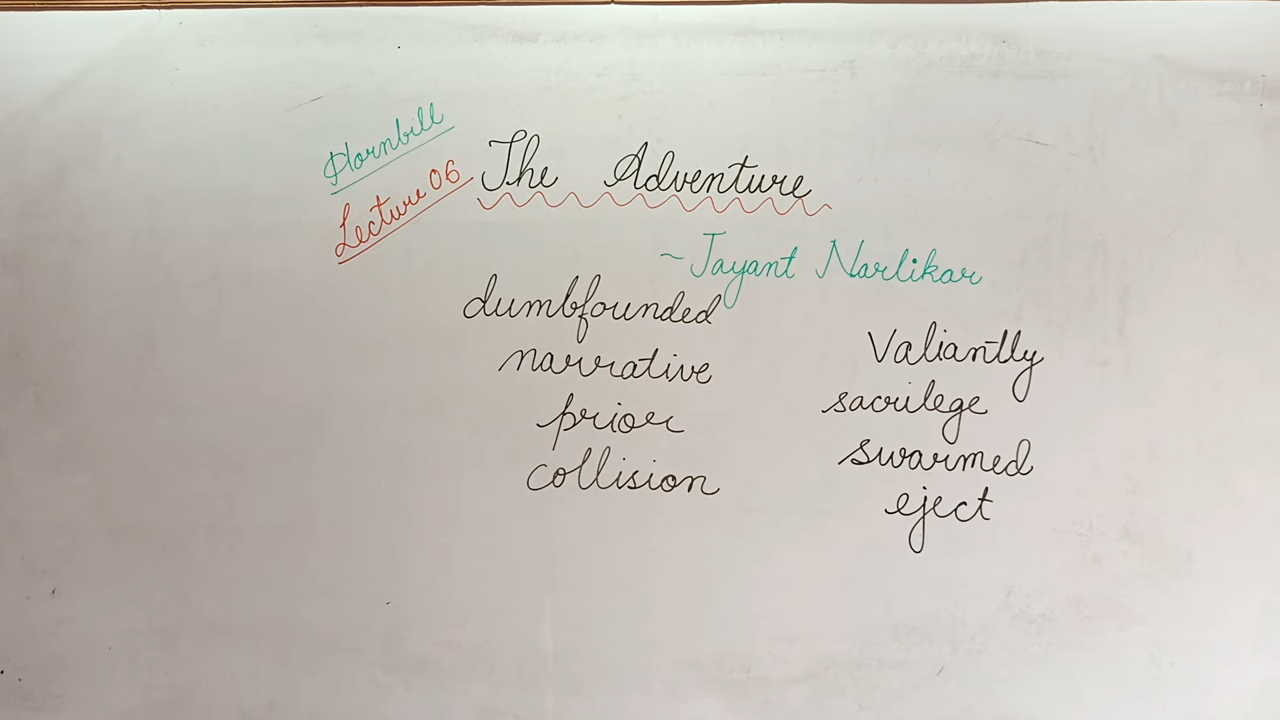 Hornbill
Lecture 06
The Adventure
~Jayant Narlikar
dumbfounded
narrative
prior
collision
Valiantly
sacrilege
swarmed
eject